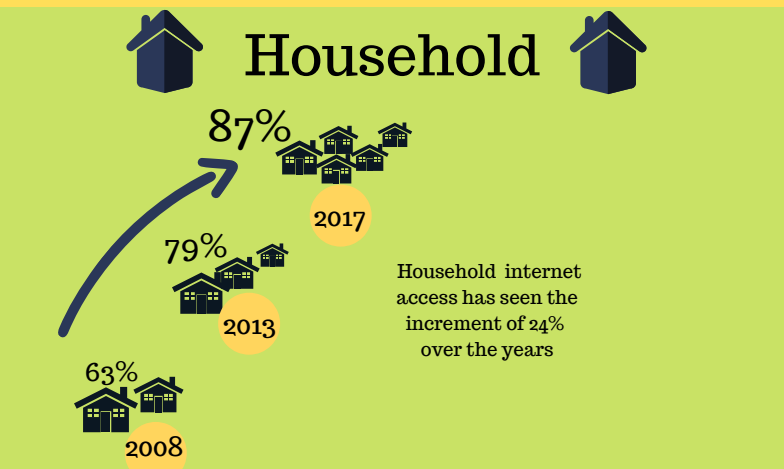 Household
87%
2017
79%
2013
Household internet
access has seen the
increment of 24%
over the years
63%
2008